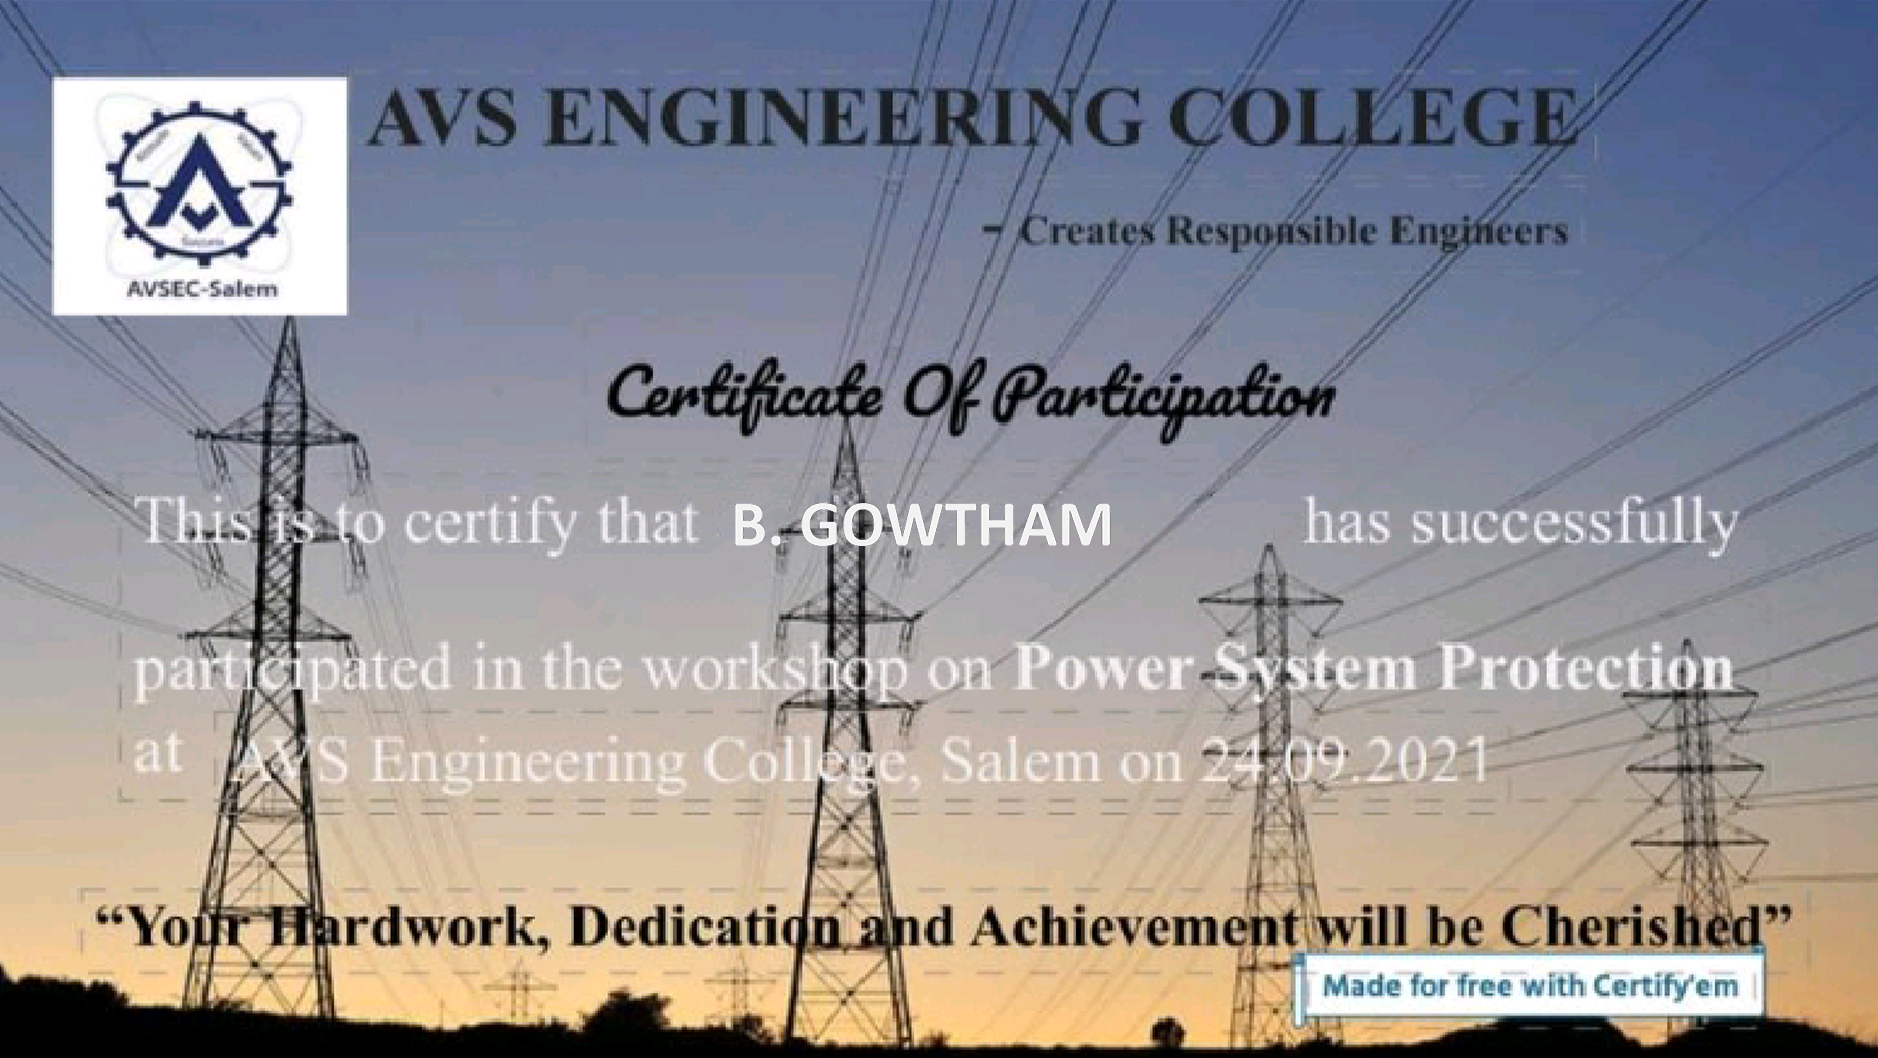 AVS ENGINEERING COLLEGE
- Creates Responsible Engineers
AVSEC-Salem
Certificate Of Participation
This is to certify that B. GOWTHAM has successfully
participated in the workshop on Power System Protection
at AVS Engineering College, Salem on 24.09.2021
“Your Hardwork, Dedication and Achievement will be Cherished”
Made for free with Certify'em